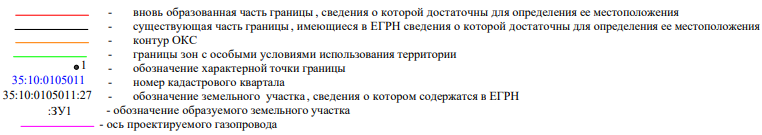 - вновь образованная часть границы, сведения о которой достаточны для определения ее местоположения
- существующая часть границы, имеющиеся в ЕГРН сведения о которой достаточны для определения ее местоположения
- контур ОКС
- границы зон с особыми условиями использования территории
1 - обозначение характерной точки границы
35:10:0105011 - номер кадастрового квартала
35:10:0105011:27 - обозначение земельного участка, сведения о котором содержатся в ЕГРН
:ЗУ1 - обозначение образуемого земельного участка
- ось проектируемого газопровода